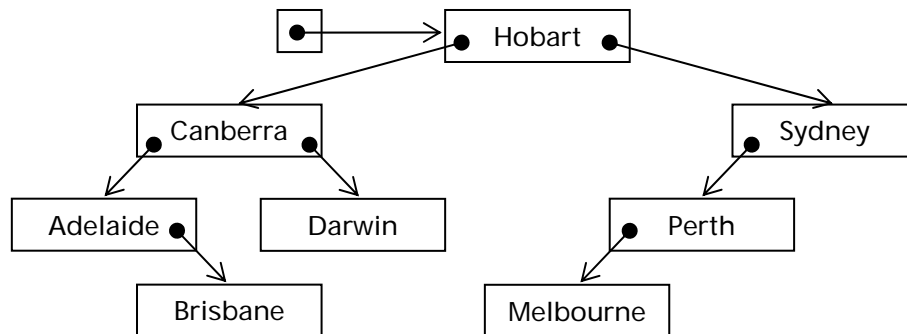 Hobart
Canberra
Sydney
Adelaide
Darwin
Perth
Brisbane
Melbourne